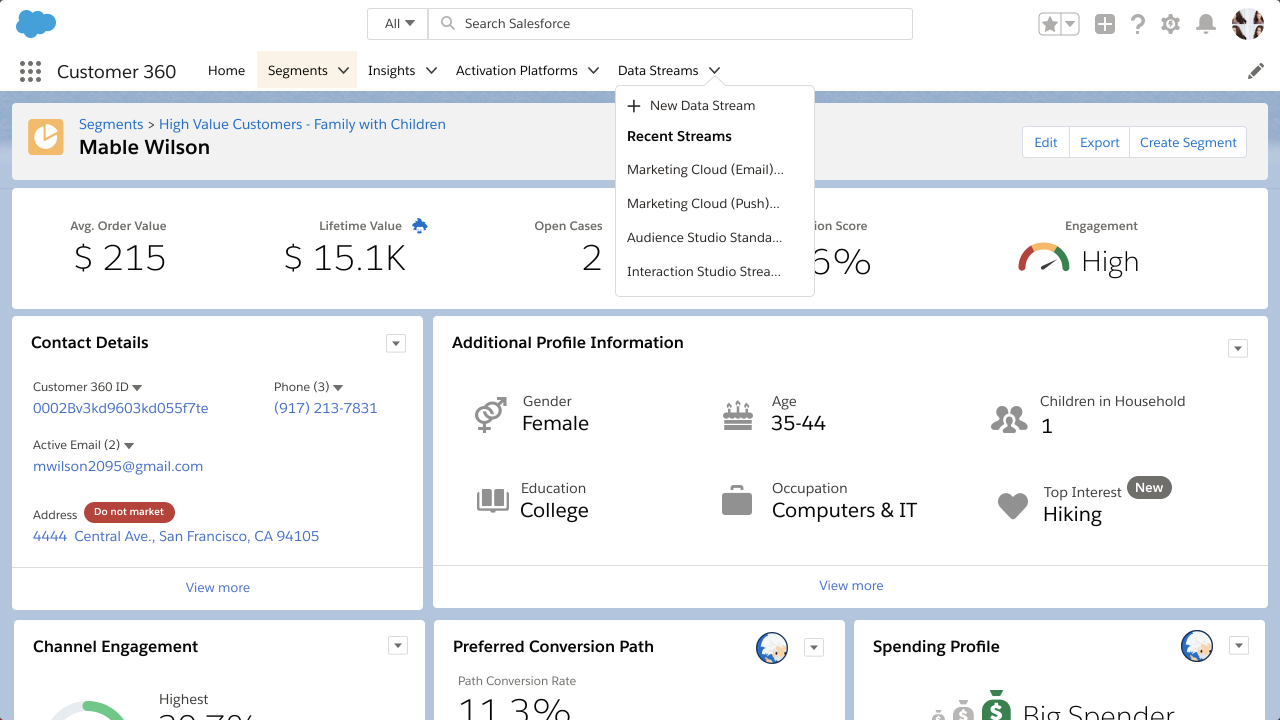 All
Search Salesforce
Customer 360
Home
Segments
Insights
Activation Platforms
Data Streams
New Data Stream
Recent Streams
Marketing Cloud (Email)...
Marketing Cloud (Push)...
Audience Studio Standa...
Interaction Studio Strea...
Segments > High Value Customers - Family with Children
Mable Wilson
Edit
Export
Create Segment
Avg. Order Value
$ 215
Lifetime Value
$ 15.1K
Open Cases
2
ion Score
6%
Engagement
High
Contact Details
Customer 360 ID
0002Bv3kd9603kd055f7te
Phone (3)
(917) 213-7831
Active Email (2)
mwilson2095@gmail.com
Address Do not market
4444 Central Ave., San Francisco, CA 94105
View more
Additional Profile Information
Gender
Female
Age
35-44
Children in Household
1
Education
College
Occupation
Computers & IT
Top Interest New
Hiking
View more
Channel Engagement
Highest
Preferred Conversion Path
Path Conversion Rate
11.3%
Spending Profile
Big Spender